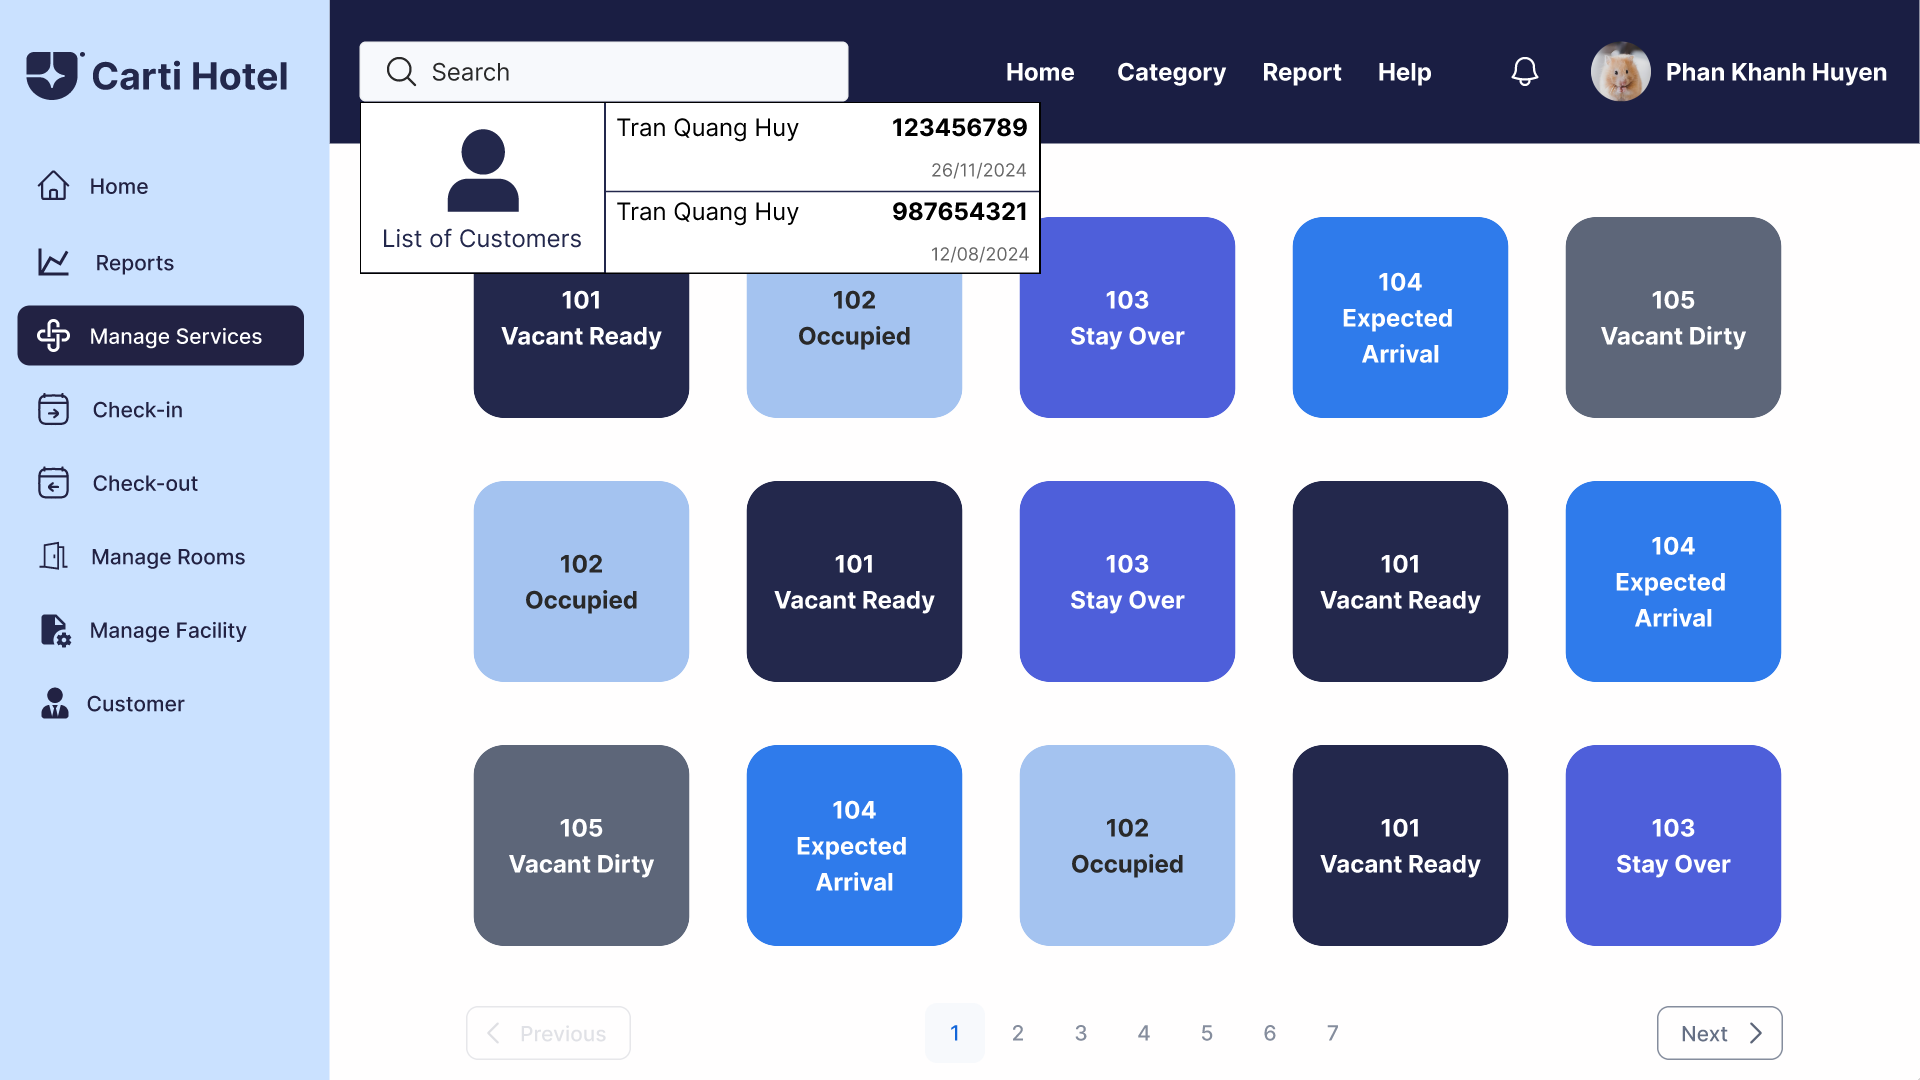 Carti Hotel
Home
Reports
Manage Services
Check-in
Check-out
Manage Rooms
Manage Facility
Customer
Search
Home
Category
Report
Help
Phan Khanh Huyen
List of Customers
Tran Quang Huy 123456789
26/11/2024
Tran Quang Huy 987654321
12/08/2024
101
Vacant Ready
102
Occupied
103
Stay Over
104
Expected
Arrival
105
Vacant Dirty
102
Occupied
101
Vacant Ready
103
Stay Over
101
Vacant Ready
104
Expected
Arrival
105
Vacant Dirty
104
Expected
Arrival
102
Occupied
101
Vacant Ready
103
Stay Over
Previous
1 2 3 4 5 6 7
Next